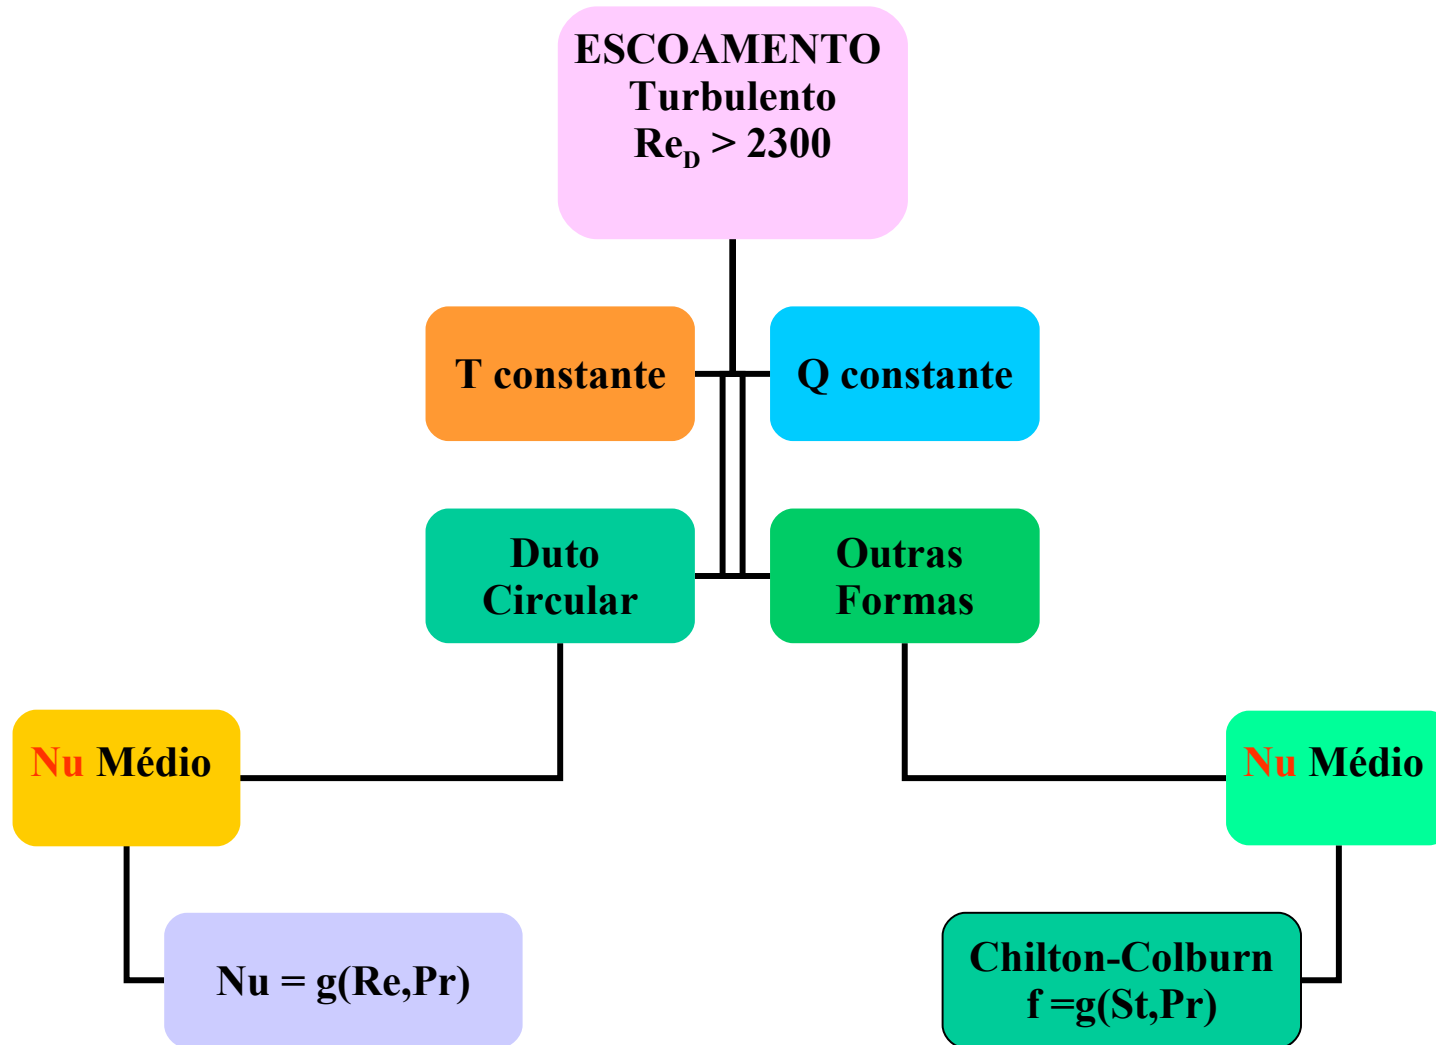 ESCOAMENTO
Turbulento
Re_D > 2300
T constante
Q constante
Duto
Circular
Outras
Formas
Nu Médio
Nu Médio
Nu = g(Re,Pr)
Chilton-Colburn
f =g(St,Pr)